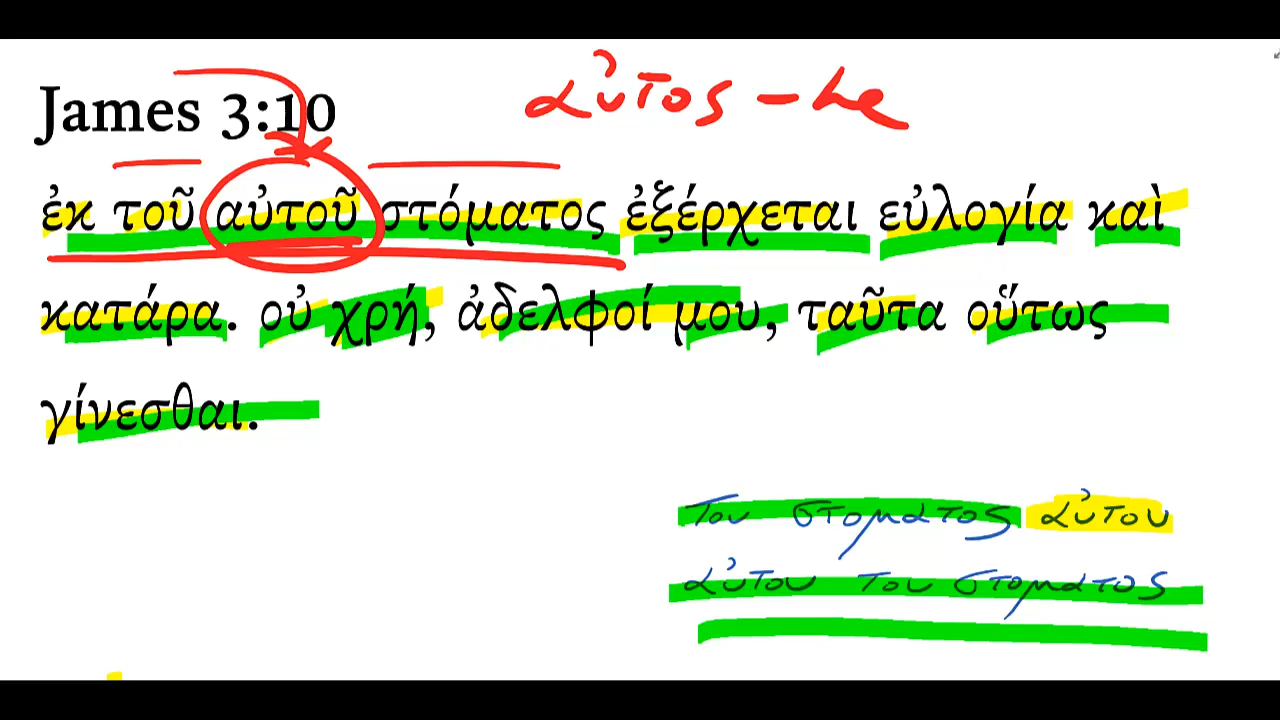 αὐτος - he
James 3:10
ἐκ τοῦ αὐτοῦ στόματος ἐξέρχεται εὐλογία καὶ
κατάρα. οὐ χρή, ἀδελφοί μου, ταῦτα οὕτως
γίνεσθαι.
του στοματος αὐτου
αὐτου του στοματος